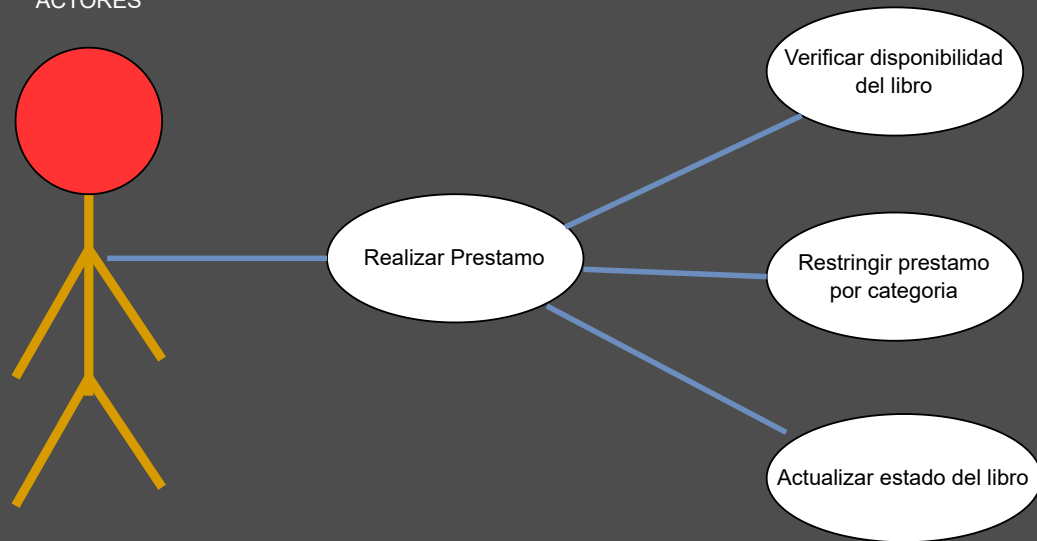 ACTORES
Verificar disponibilidad
del libro
Realizar Prestamo
Restringir prestamo
por categoria
Actualizar estado del libro